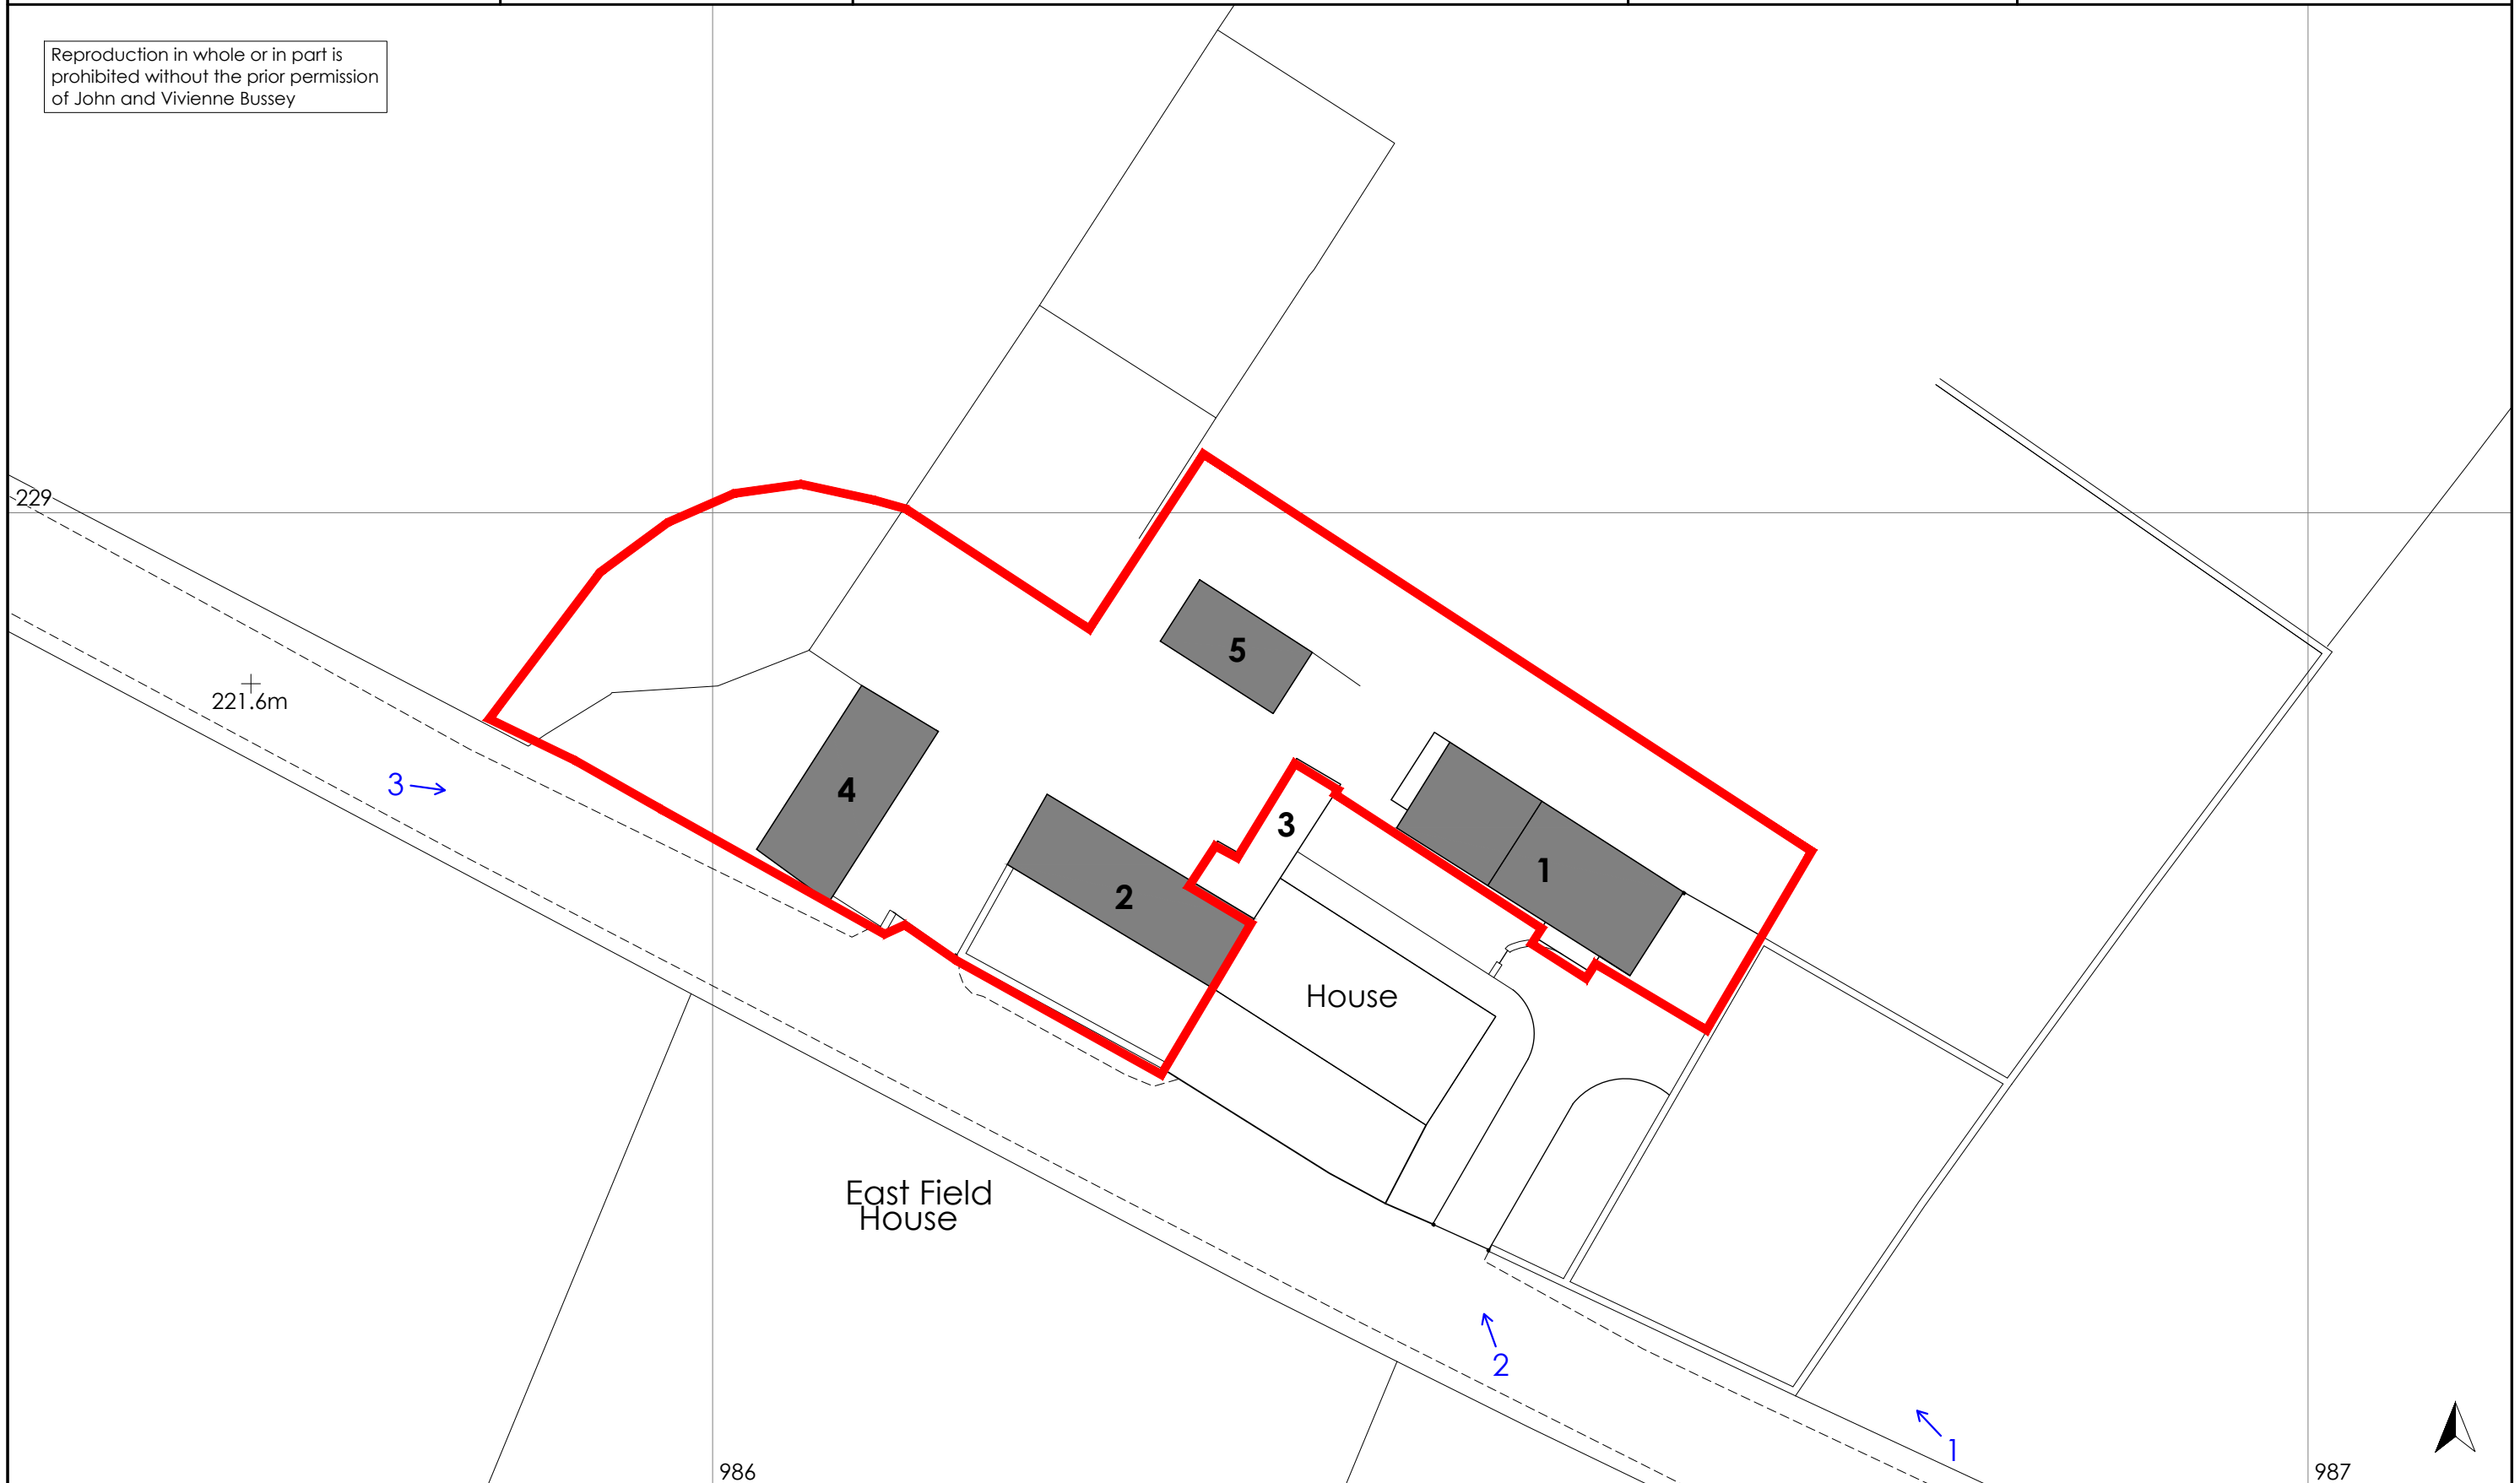 Reproduction in whole or in part is
prohibited without the prior permission
of John and Vivienne Bussey
229
5
221.6m
3
4
3
1
2
House
East Field
House
2
1
986
987